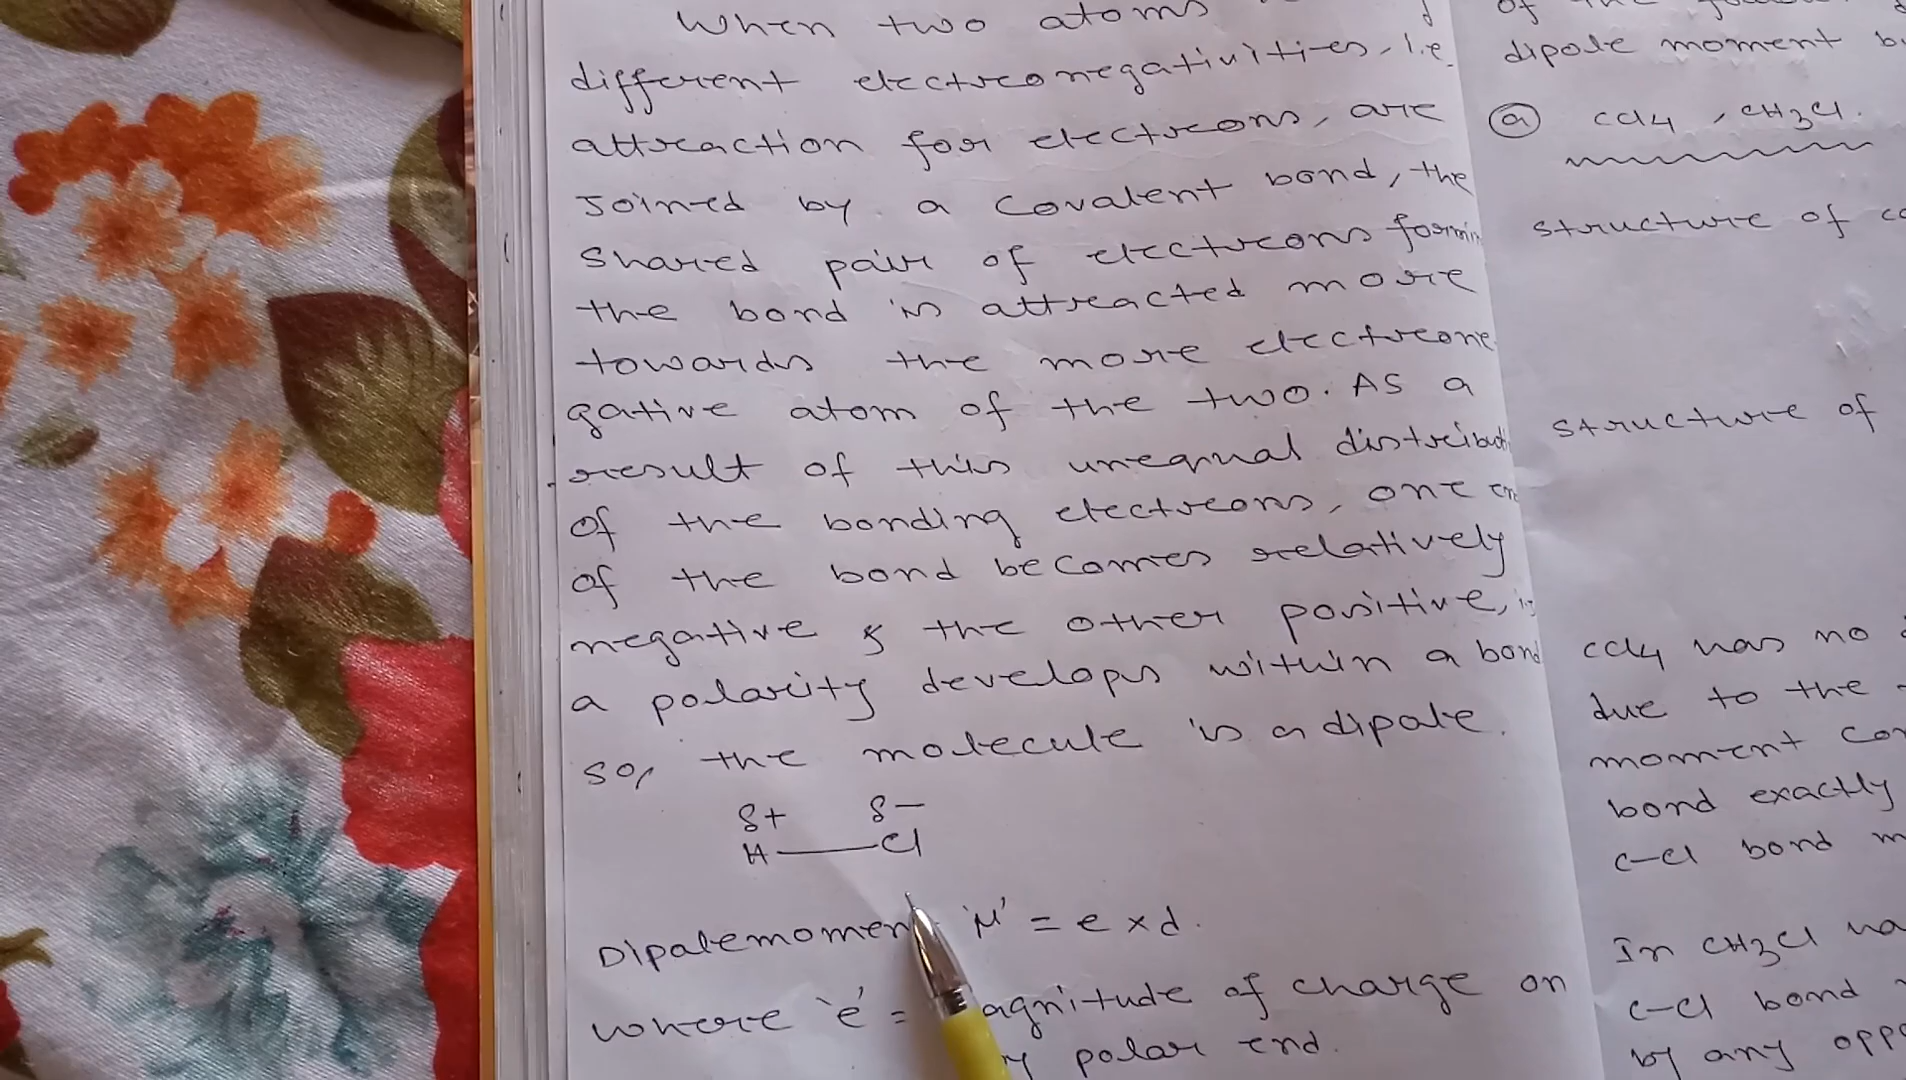 When two atoms
different electronegativities, i.e.
attraction for electrons, are
Joined by a covalent bond, the
shared pair of electrons
the bond is attracted more
towards the more electrone
gative atom of the two. AS a
result of this unequal
of the bonding electrons, one
of the bond becomes relatively
negative & the other positive,
a polarity develops within a bond
so, the molecule is a dipole.
δ+ δ-
H — Cl
Dipolemoment 'μ' = e × d.
where 'e' = magnitude of charge on
polar end.
of the
dipole moment
(a) CCl4, CH3Cl.
structure of
structure of
CCl4 has no
due to the
moment
bond exactly
C-Cl bond
In CH3Cl
C-Cl bond
by any